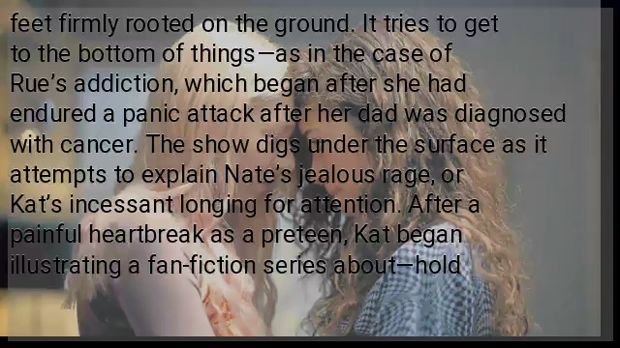 feet firmly rooted on the ground. It tries to get
to the bottom of things—as in the case of
Rue's addiction, which began after she had
endured a panic attack after her dad was diagnosed
with cancer. The show digs under the surface as it
attempts to explain Nate's jealous rage, or
Kat's incessant longing for attention. After a
painful heartbreak as a preteen, Kat began
illustrating a fan-fiction series about—hold